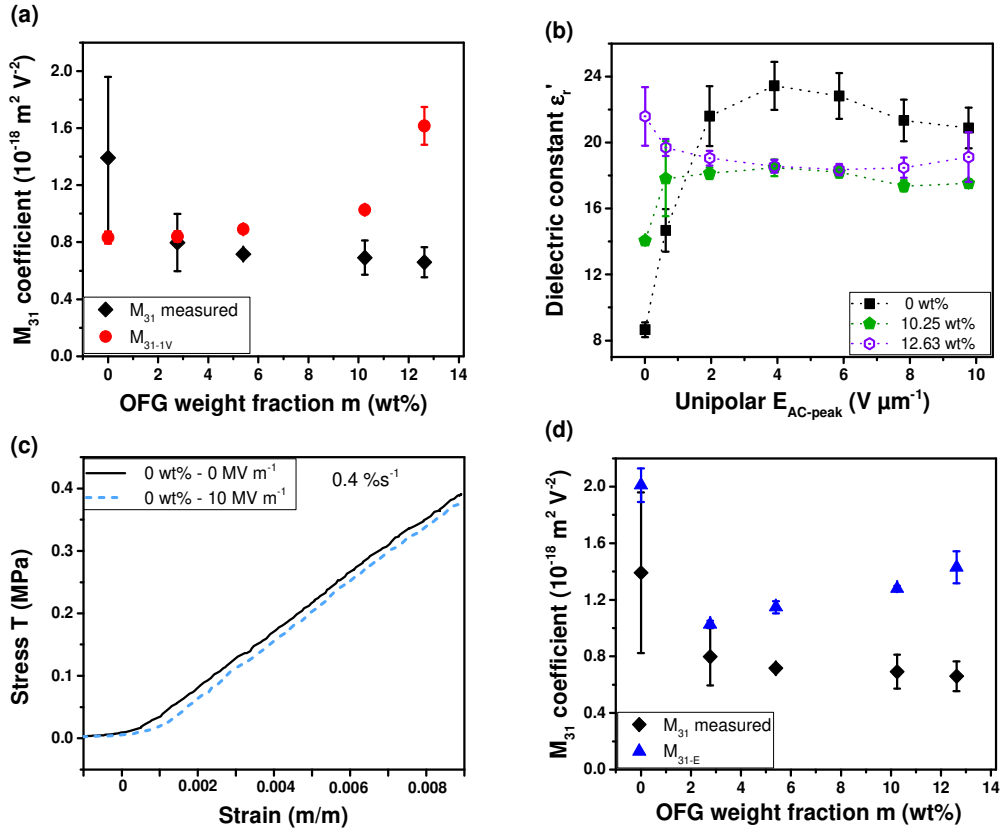 (a)
M31 coefficient (10-18 m2 V-2)
2.0
1.6
1.2
0.8
0.4
0.0
M31 measured
M31-1V
0 2 4 6 8 10 12 14
OFG weight fraction m (wt%)
(b)
Dielectric constant εr'
24
20
16
12
8
0 wt%
10.25 wt%
12.63 wt%
0 2 4 6 8 10
Unipolar EAC-peak (V μm-1)
(c)
Stress T (MPa)
0.4
0.3
0.2
0.1
0.0
0 wt% - 0 MV m-1
0 wt% - 10 MV m-1
0.4 %s-1
0 0.002 0.004 0.006 0.008
Strain (m/m)
(d)
M31 coefficient (10-18 m2 V-2)
2.0
1.6
1.2
0.8
0.4
0.0
M31 measured
M31-E
0 2 4 6 8 10 12 14
OFG weight fraction m (wt%)